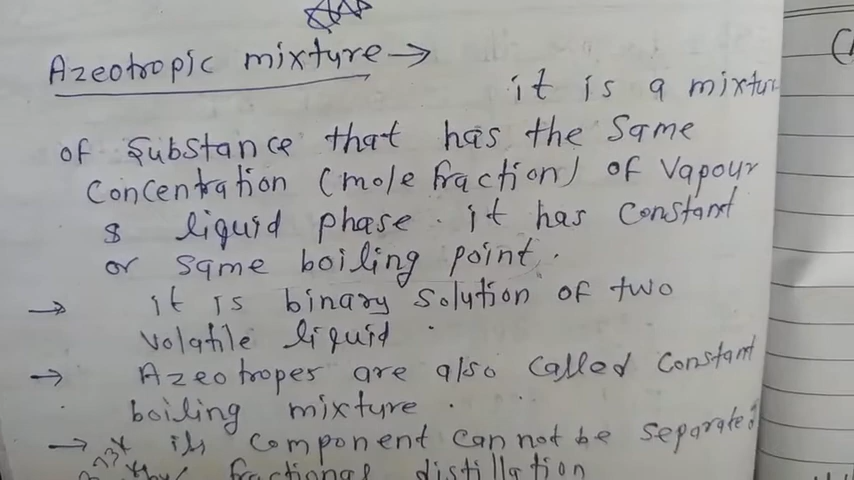 Azeotropic mixture →
it is a mixtur
of substance that has the same
concentration (mole fraction) of vapour
& liquid phase. it has constant
or same boiling point.
→ it is binary solution of two
volatile liquid.
→ Azeotropes are also called constant
boiling mixture.
→ its component can not be separated
fractional distillation